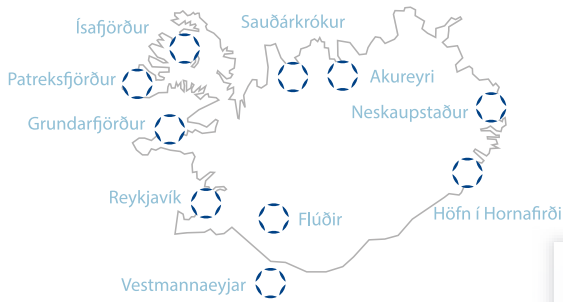 Ísafjörður
Sauðárkrókur
Patreksfjörður
Akureyri
Neskaupstaður
Grundarfjörður
Reykjavík
Flúðir
Höfn í Hornafirði
Vestmannaeyjar